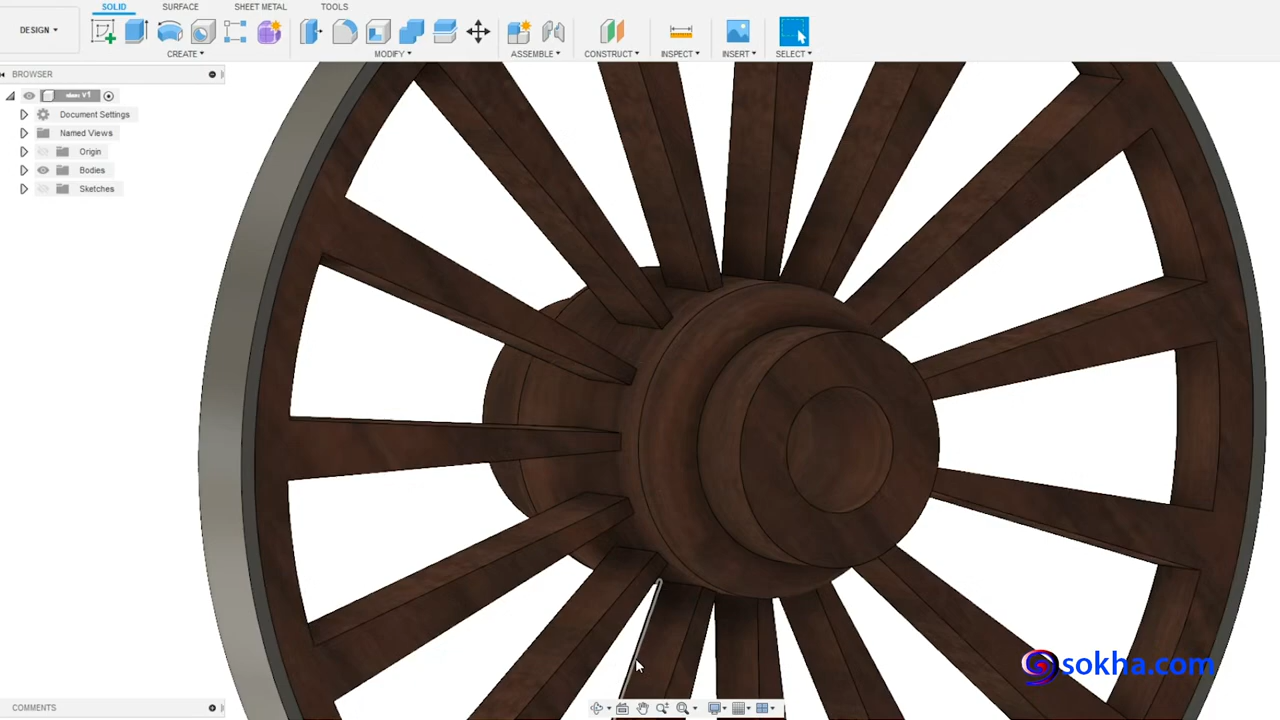 SOLID SURFACE SHEET METAL TOOLS
DESIGN
CREATE MODIFY ASSEMBLE CONSTRUCT INSPECT INSERT SELECT
BROWSER
v1
Document Settings
Named Views
Origin
Bodies
Sketches
sokha.com
COMMENTS